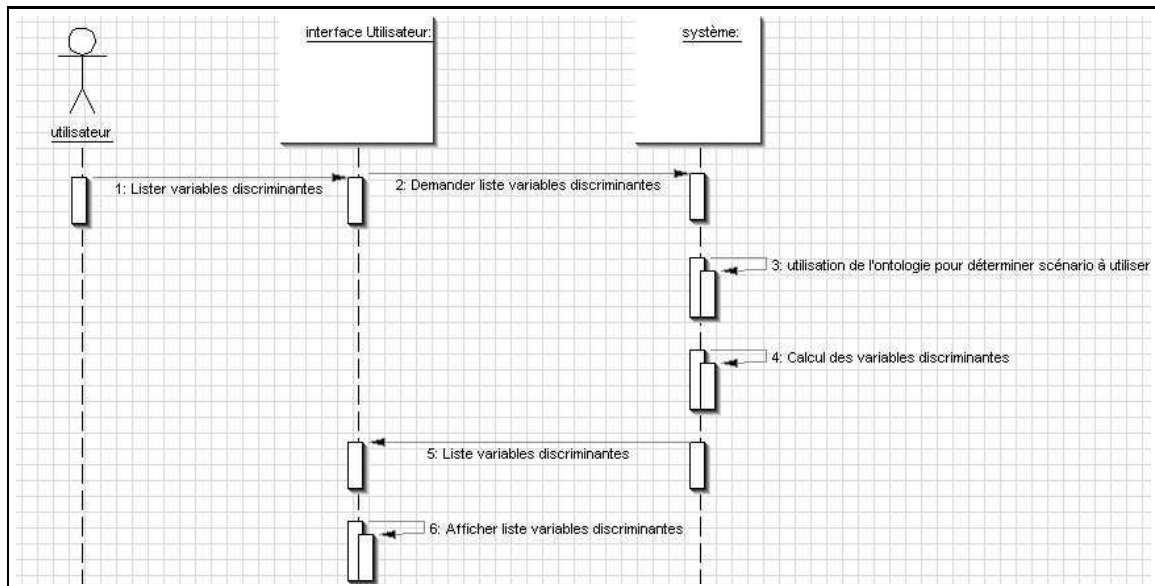 interface Utilisateur:
système:
utilisateur
1: Lister variables discriminantes
2: Demander liste variables discriminantes
3: utilisation de l'ontologie pour déterminer scénario à utiliser
4: Calcul des variables discriminantes
5: Liste variables discriminantes
6: Afficher liste variables discriminantes